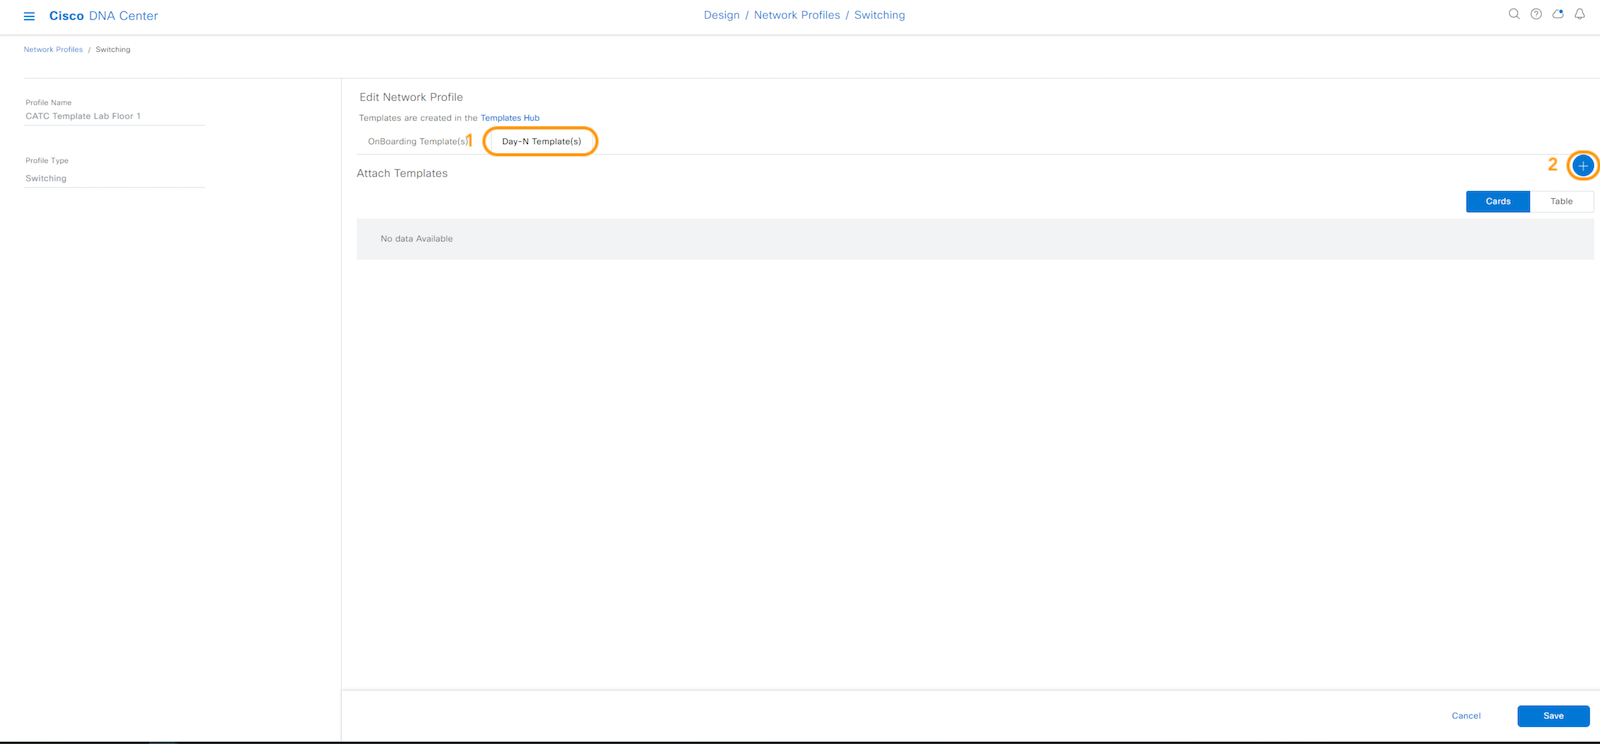 Cisco DNA Center
Design / Network Profiles / Switching
Network Profiles / Switching
Profile Name
CATC Template Lab Floor 1
Profile Type
Switching
Edit Network Profile
Templates are created in the Templates Hub
OnBoarding Template(s) 1 Day-N Template(s)
2
Attach Templates
Cards Table
No data Available
Cancel Save